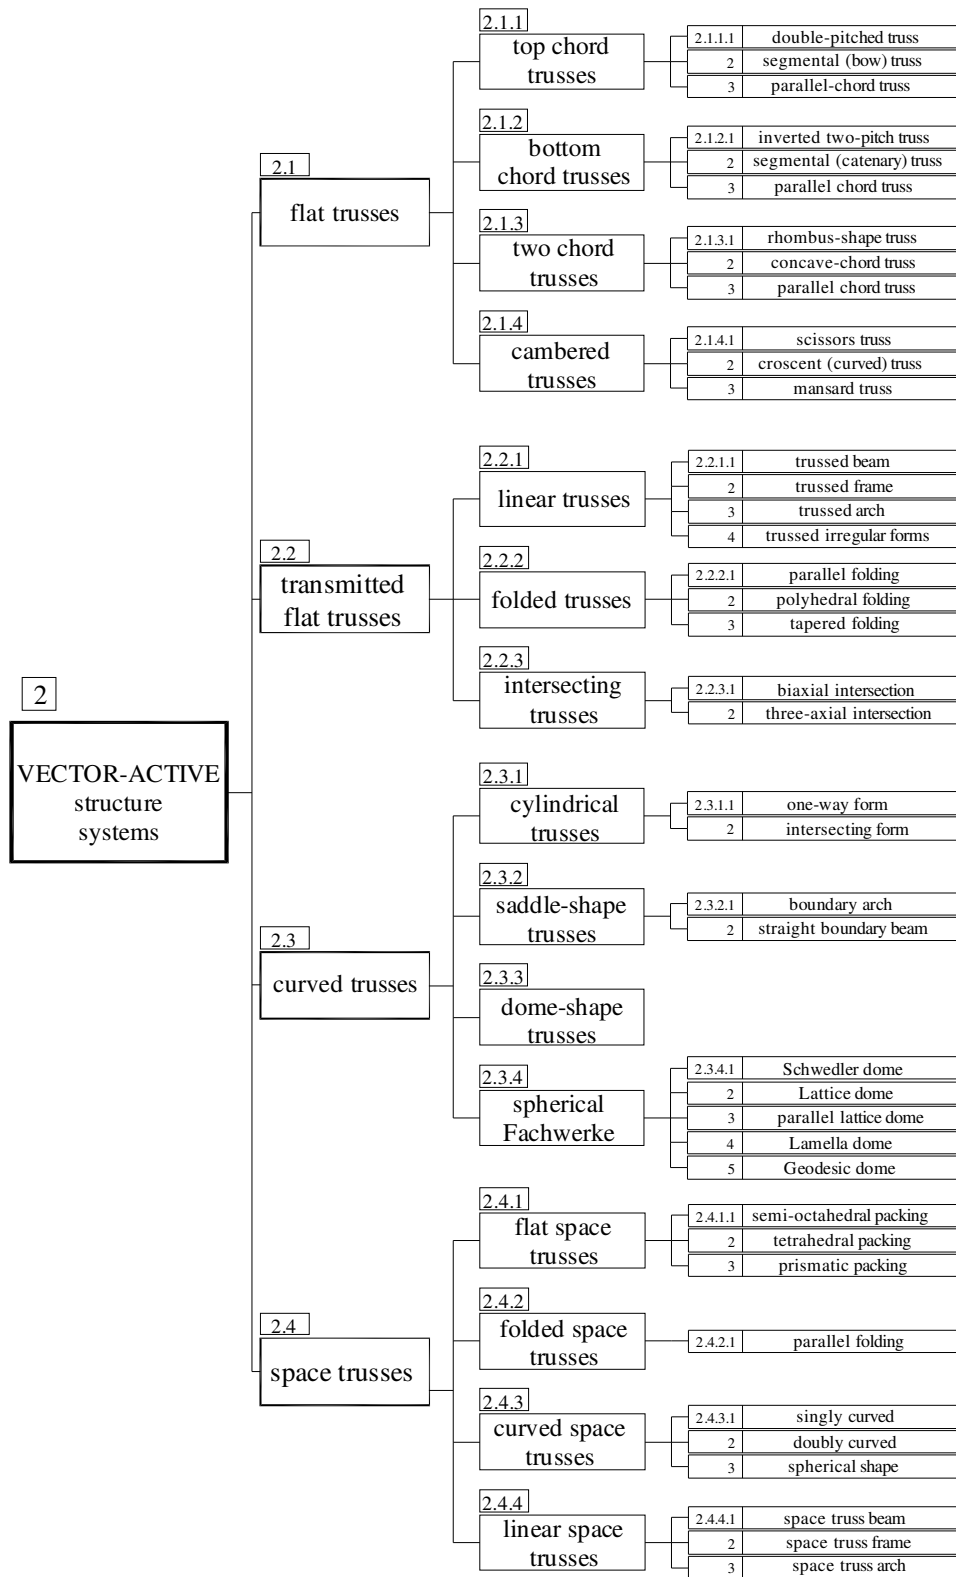 2
VECTOR-ACTIVE
structure
systems
2.1
flat trusses
2.1.1
top chord
trusses
2.1.1.1 double-pitched truss
2 segmental (bow) truss
3 parallel-chord truss
2.1.2
bottom
chord trusses
2.1.2.1 inverted two-pitch truss
2 segmental (catenary) truss
3 parallel chord truss
2.1.3
two chord
trusses
2.1.3.1 rhombus-shape truss
2 concave-chord truss
3 parallel chord truss
2.1.4
cambered
trusses
2.1.4.1 scissors truss
2 croscent (curved) truss
3 mansard truss
2.2
transmitted
flat trusses
2.2.1
linear trusses
2.2.1.1 trussed beam
2 trussed frame
3 trussed arch
4 trussed irregular forms
2.2.2
folded trusses
2.2.2.1 parallel folding
2 polyhedral folding
3 tapered folding
2.2.3
intersecting
trusses
2.2.3.1 biaxial intersection
2 three-axial intersection
2.3
curved trusses
2.3.1
cylindrical
trusses
2.3.1.1 one-way form
2 intersecting form
2.3.2
saddle-shape
trusses
2.3.2.1 boundary arch
2 straight boundary beam
2.3.3
dome-shape
trusses
2.3.4
spherical
Fachwerke
2.3.4.1 Schwedler dome
2 Lattice dome
3 parallel lattice dome
4 Lamella dome
5 Geodesic dome
2.4
space trusses
2.4.1
flat space
trusses
2.4.1.1 semi-octahedral packing
2 tetrahedral packing
3 prismatic packing
2.4.2
folded space
trusses
2.4.2.1 parallel folding
2.4.3
curved space
trusses
2.4.3.1 singly curved
2 doubly curved
3 spherical shape
2.4.4
linear space
trusses
2.4.4.1 space truss beam
2 space truss frame
3 space truss arch